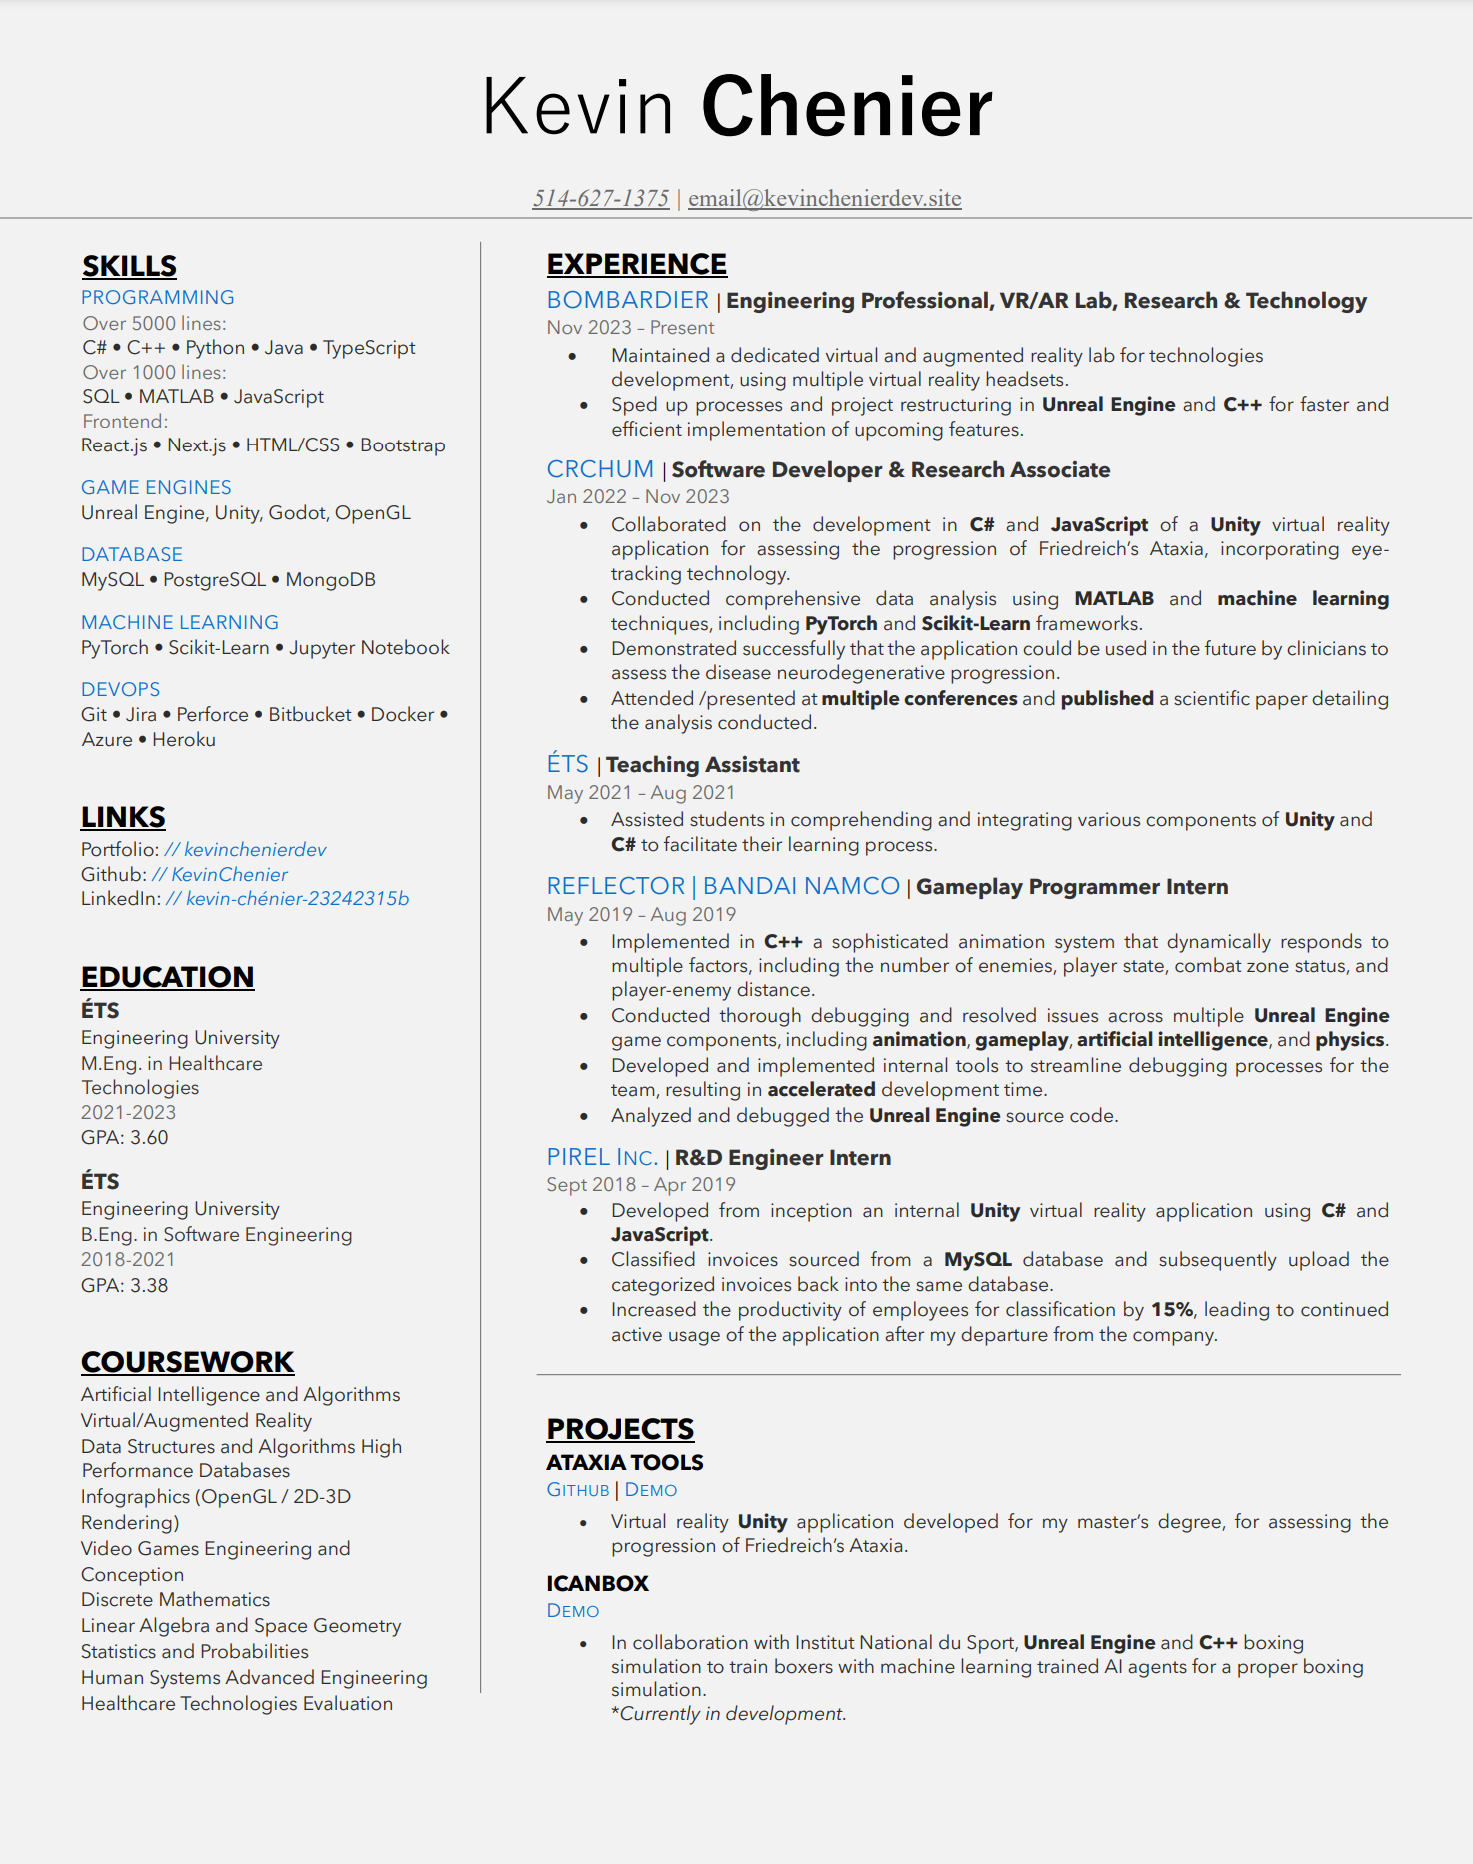 Kevin Chenier
514-627-1375 | email@kevinchenierdev.site
SKILLS
PROGRAMMING
Over 5000 lines:
C# • C++ • Python • Java • TypeScript
Over 1000 lines:
SQL • MATLAB • JavaScript
Frontend:
React.js • Next.js • HTML/CSS • Bootstrap
GAME ENGINES
Unreal Engine, Unity, Godot, OpenGL
DATABASE
MySQL • PostgreSQL • MongoDB
MACHINE LEARNING
PyTorch • Scikit-Learn • Jupyter Notebook
DEVOPS
Git • Jira • Perforce • Bitbucket • Docker •
Azure • Heroku
LINKS
Portfolio: // kevinchenierdev
Github: // KevinChenier
LinkedIn: // kevin-chénier-23242315b
EDUCATION
ÉTS
Engineering University
M.Eng. in Healthcare
Technologies
2021-2023
GPA: 3.60
ÉTS
Engineering University
B.Eng. in Software Engineering
2018-2021
GPA: 3.38
COURSEWORK
Artificial Intelligence and Algorithms
Virtual/Augmented Reality
Data Structures and Algorithms High
Performance Databases
Infographics (OpenGL / 2D-3D
Rendering)
Video Games Engineering and
Conception
Discrete Mathematics
Linear Algebra and Space Geometry
Statistics and Probabilities
Human Systems Advanced Engineering
Healthcare Technologies Evaluation
EXPERIENCE
BOMBARDIER | Engineering Professional, VR/AR Lab, Research & Technology
Nov 2023 – Present
• Maintained a dedicated virtual and augmented reality lab for technologies
development, using multiple virtual reality headsets.
• Sped up processes and project restructuring in Unreal Engine and C++ for faster and
efficient implementation of upcoming features.
CRCHUM | Software Developer & Research Associate
Jan 2022 – Nov 2023
• Collaborated on the development in C# and JavaScript of a Unity virtual reality
application for assessing the progression of Friedreich’s Ataxia, incorporating eye-
tracking technology.
• Conducted comprehensive data analysis using MATLAB and machine learning
techniques, including PyTorch and Scikit-Learn frameworks.
• Demonstrated successfully that the application could be used in the future by clinicians to
assess the disease neurodegenerative progression.
• Attended /presented at multiple conferences and published a scientific paper detailing
the analysis conducted.
ÉTS | Teaching Assistant
May 2021 – Aug 2021
• Assisted students in comprehending and integrating various components of Unity and
C# to facilitate their learning process.
REFLECTOR | BANDAI NAMCO | Gameplay Programmer Intern
May 2019 – Aug 2019
• Implemented in C++ a sophisticated animation system that dynamically responds to
multiple factors, including the number of enemies, player state, combat zone status, and
player-enemy distance.
• Conducted thorough debugging and resolved issues across multiple Unreal Engine
game components, including animation, gameplay, artificial intelligence, and physics.
• Developed and implemented internal tools to streamline debugging processes for the
team, resulting in accelerated development time.
• Analyzed and debugged the Unreal Engine source code.
PIREL INC. | R&D Engineer Intern
Sept 2018 – Apr 2019
• Developed from inception an internal Unity virtual reality application using C# and
JavaScript.
• Classified invoices sourced from a MySQL database and subsequently upload the
categorized invoices back into the same database.
• Increased the productivity of employees for classification by 15%, leading to continued
active usage of the application after my departure from the company.
PROJECTS
ATAXIA TOOLS
GITHUB | DEMO
• Virtual reality Unity application developed for my master’s degree, for assessing the
progression of Friedreich’s Ataxia.
ICANBOX
DEMO
• In collaboration with Institut National du Sport, Unreal Engine and C++ boxing
simulation to train boxers with machine learning trained AI agents for a proper boxing
simulation.
*Currently in development.